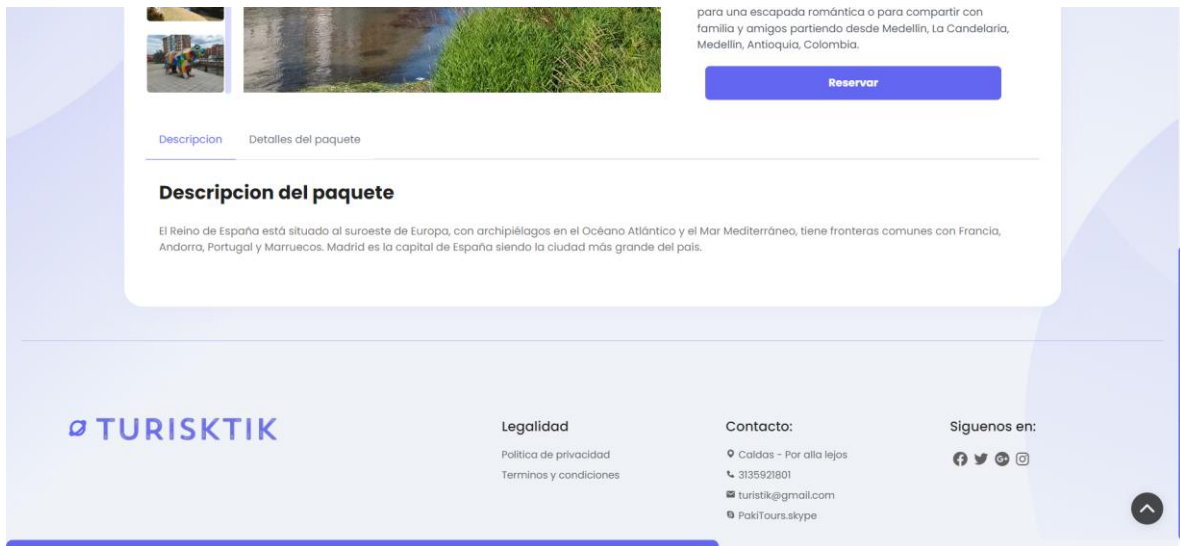 para una escapada romántica o para compartir con
familia y amigos partiendo desde Medellín, La Candelaria,
Medellín, Antioquia, Colombia.
Reservar
Descripcion
Detalles del paquete
Descripcion del paquete
El Reino de España está situado al suroeste de Europa, con archipiélagos en el Océano Atlántico y el Mar Mediterráneo, tiene fronteras comunes con Francia,
Andorra, Portugal y Marruecos. Madrid es la capital de España siendo la ciudad más grande del país.
TURISKTIK
Legalidad
Politica de privacidad
Terminos y condiciones
Contacto:
Caldas - Por alla lejos
3135921801
turistik@gmail.com
PakiTours.skype
Siguenos en: